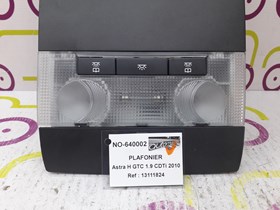 NO-640002
PLAFONIER
Astra H GTC 1.9 CDTi 2010
Ref : 13111824